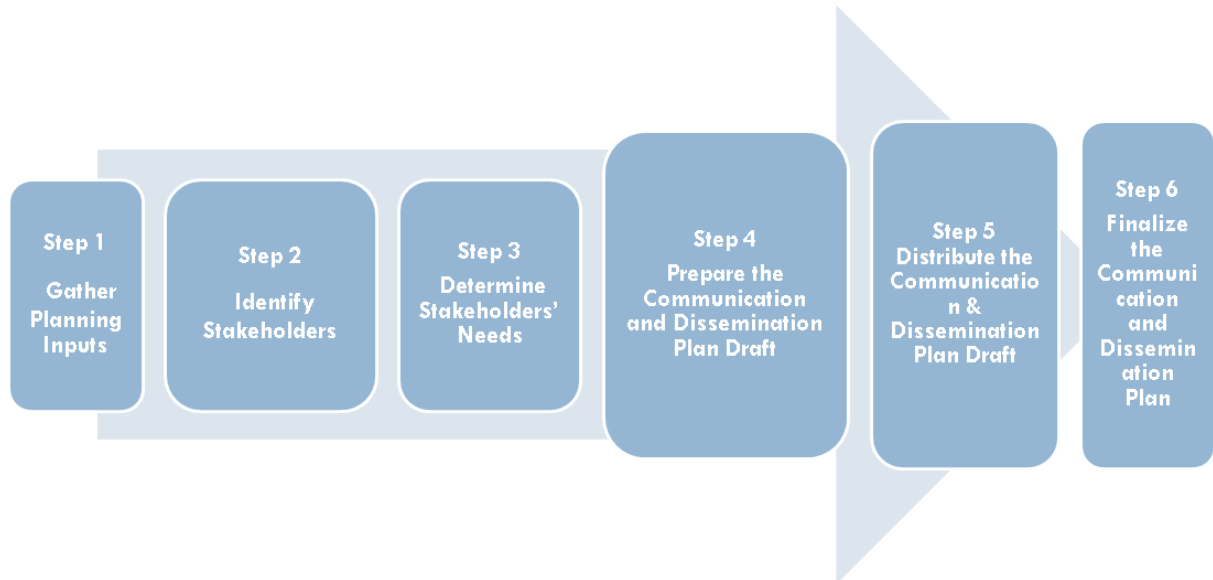 Step 1
Gather
Planning
Inputs
Step 2
Identify
Stakeholders
Step 3
Determine
Stakeholders’
Needs
Step 4
Prepare the
Communication
and Dissemination
Plan Draft
Step 5
Distribute the
Communicatio
n &
Dissemination
Plan Draft
Step 6
Finalize
the
Communi
cation
and
Dissemin
ation
Plan